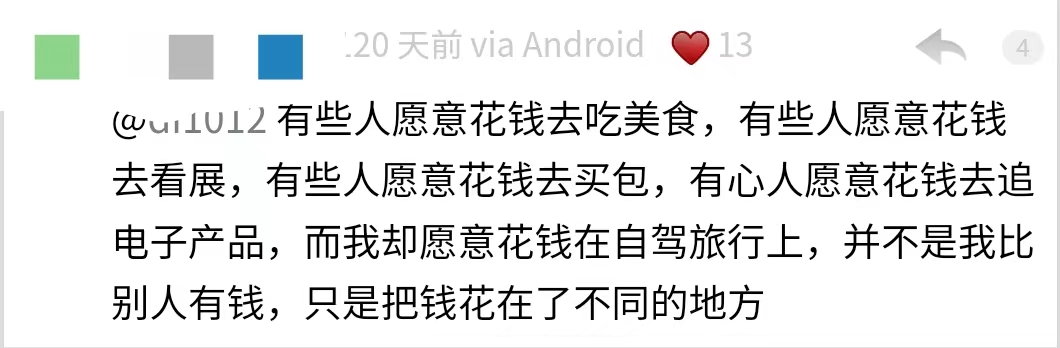 120 天前 via Android 13 4
有些人愿意花钱去吃美食，有些人愿意花钱
去看展，有些人愿意花钱去买包，有心人愿意花钱去追
电子产品，而我却愿意花钱在自驾旅行上，并不是我比
别人有钱，只是把钱花在了不同的地方